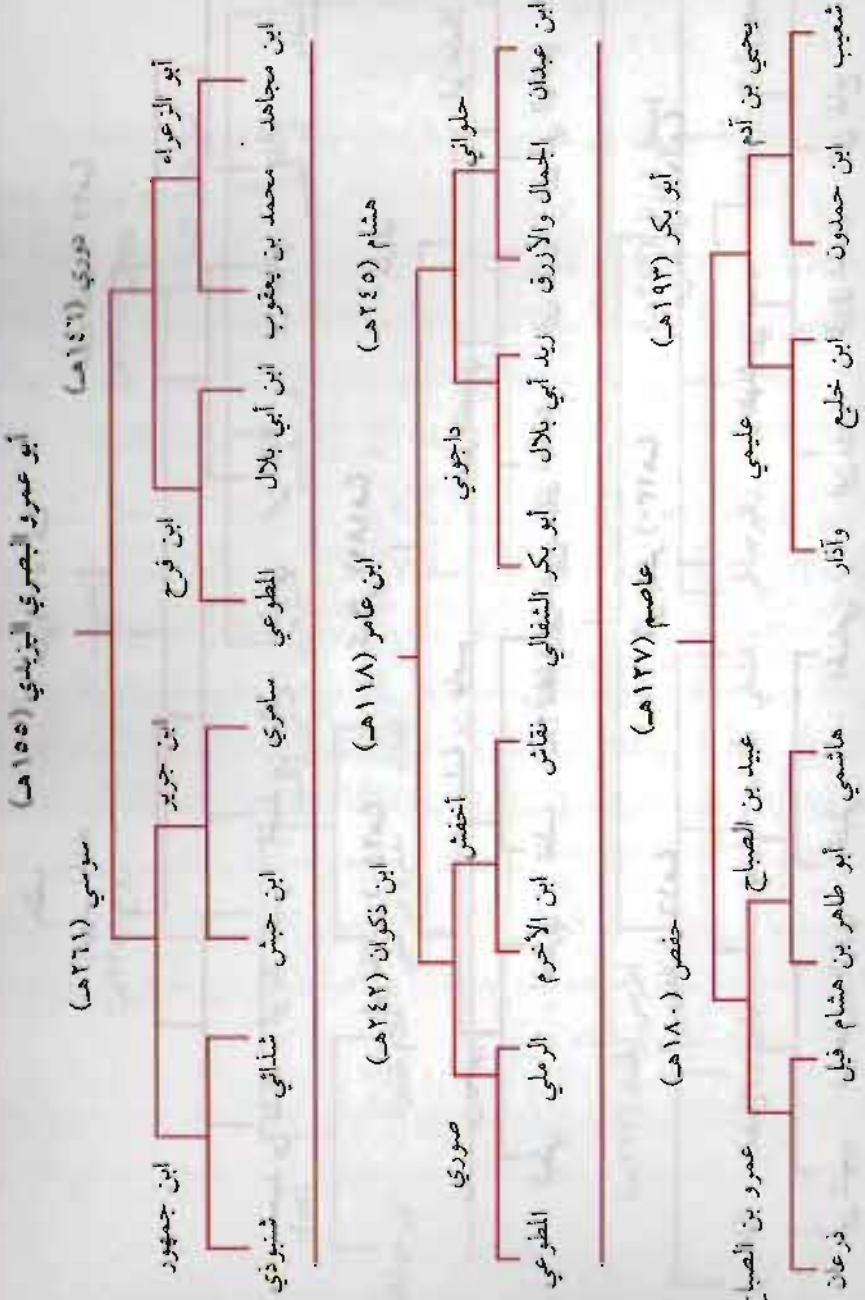 أبو عمرو البصري اليزيدي (١٥٥هـ)
دوري (١٤٦هـ) سوسي (٢٦١هـ)
أبو الزعراء ابن فرح ابن جرير ابن جمهور
ابن مجاهد محمد بن يعقوب ابن أبي بلال المطوعي سامري ابن حبش شذائي شنبوذي
ابن عامر (١١٨هـ)
هشام (٢٤٥هـ) ابن ذكوان (٢٤٢هـ)
حلواني داجوني أخفش صوري
ابن عبدان الجمال والأزرق زيد أبي بلال أبو بكر الشفالي نقاش ابن الأخرم الرملي المطوعي
عاصم (١٢٧هـ)
أبو بكر (١٩٣هـ) حفص (١٨٠هـ)
يحيى بن آدم عليمي عبيد بن الصباح عمرو بن الصباح
شعيب ابن حمدون ابن خليع وآذار هاشمي أبو طاهر بن هشام فيل ذرعان